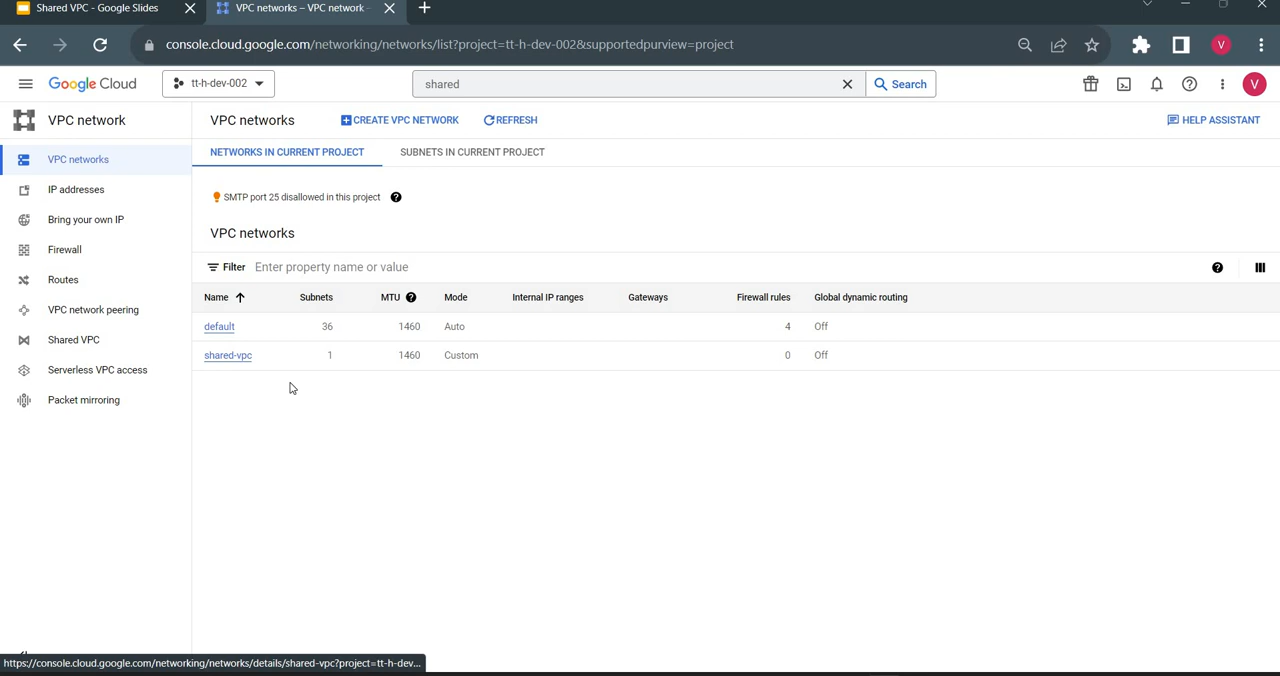 Shared VPC - Google Slides
VPC networks – VPC network –
console.cloud.google.com/networking/networks/list?project=tt-h-dev-002&supportedpurview=project
V
Google Cloud
tt-h-dev-002
shared
Search
V
VPC network
VPC networks
CREATE VPC NETWORK
REFRESH
HELP ASSISTANT
VPC networks
IP addresses
Bring your own IP
Firewall
Routes
VPC network peering
Shared VPC
Serverless VPC access
Packet mirroring
NETWORKS IN CURRENT PROJECT
SUBNETS IN CURRENT PROJECT
SMTP port 25 disallowed in this project
VPC networks
Filter Enter property name or value
Name Subnets MTU Mode Internal IP ranges Gateways Firewall rules Global dynamic routing
default 36 1460 Auto 4 Off
shared-vpc 1 1460 Custom 0 Off
https://console.cloud.google.com/networking/networks/details/shared-vpc?project=tt-h-dev...